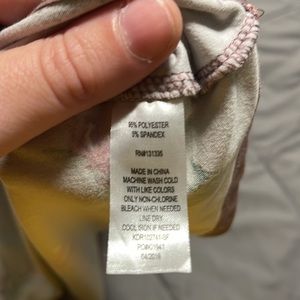 95% POLYESTER
5% SPANDEX
RN#131335
MADE IN CHINA
MACHINE WASH COLD
WITH LIKE COLORS
ONLY NON-CHLORINE
BLEACH WHEN NEEDED
LINE DRY
COOL IRON IF NEEDED
04/2018